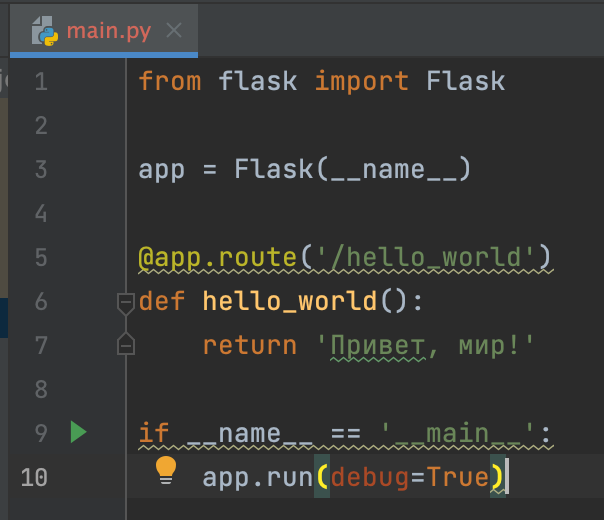 main.py
1 from flask import Flask
2
3 app = Flask(__name__)
4
5 @app.route('/hello_world')
6 def hello_world():
7 return 'Привет, мир!'
8
9 if __name__ == '__main__':
10 app.run(debug=True)